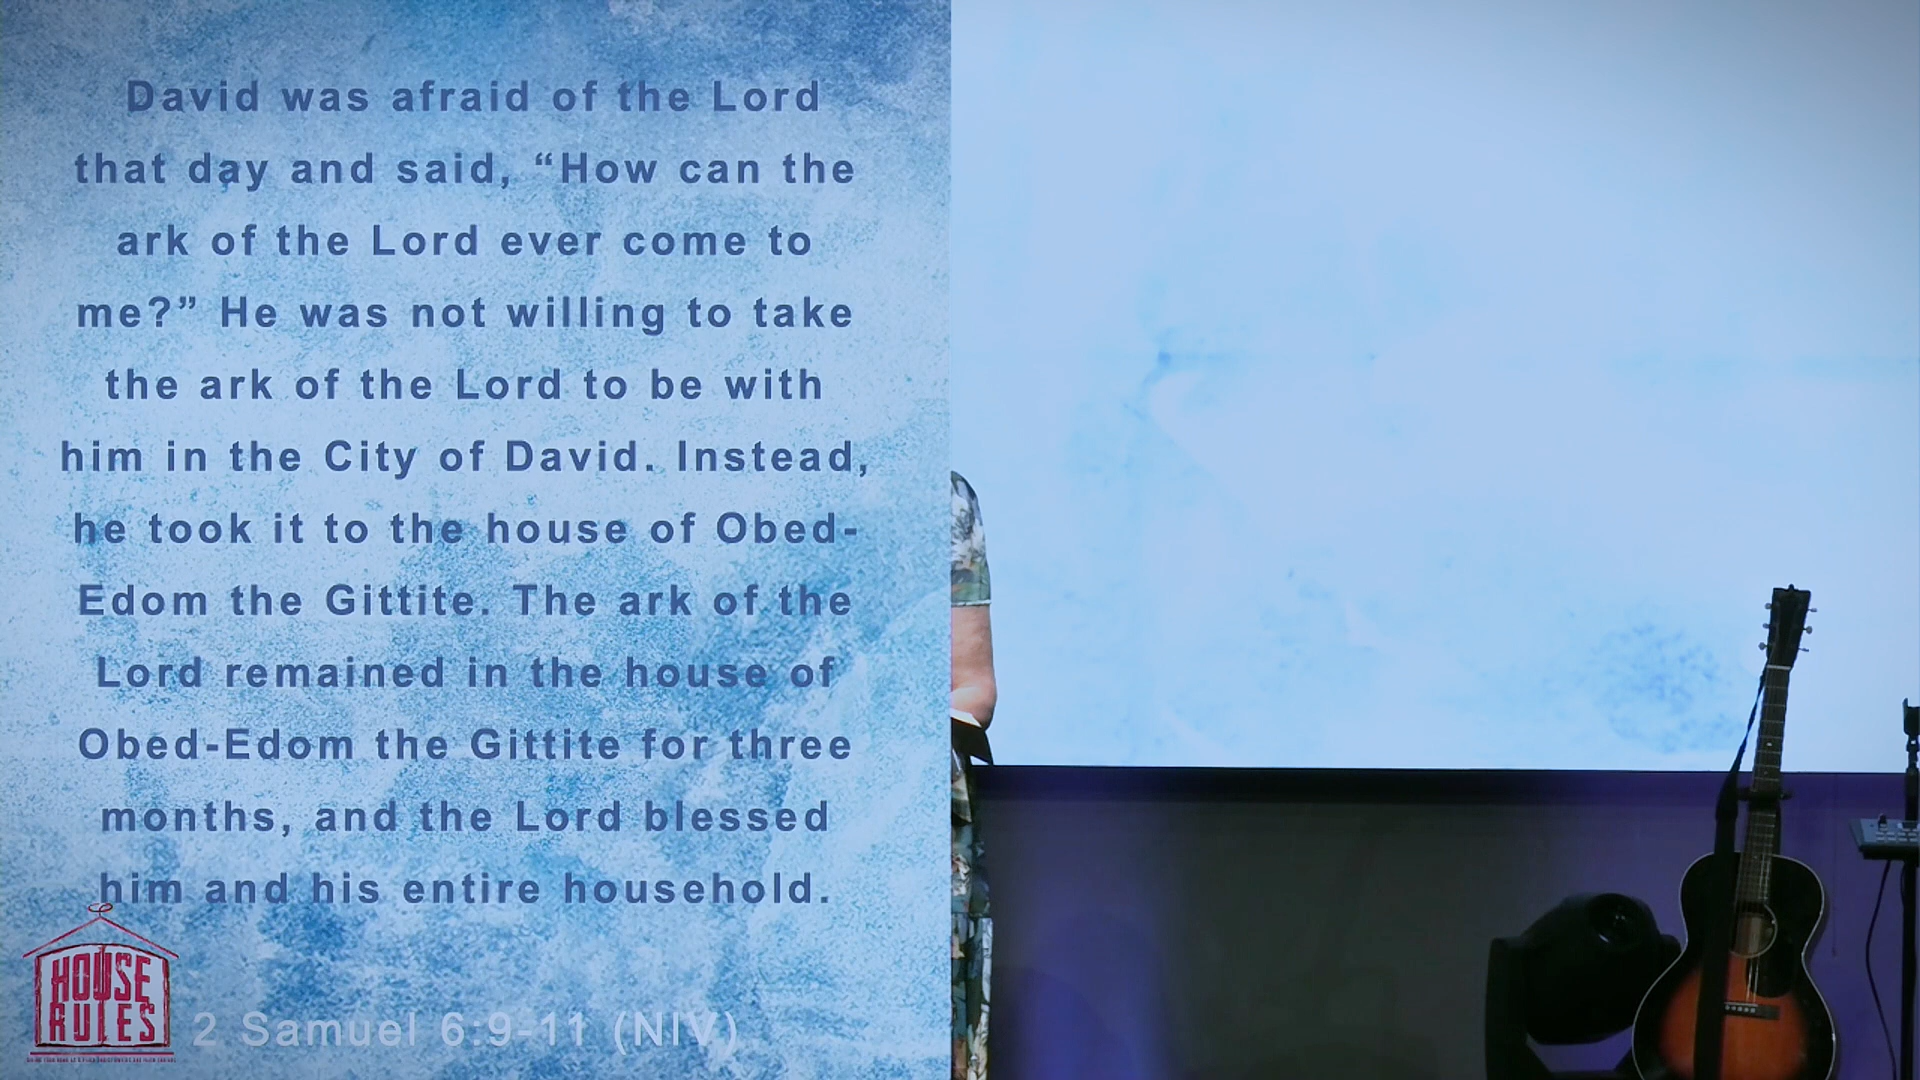 David was afraid of the Lord
that day and said, “How can the
ark of the Lord ever come to
me?” He was not willing to take
the ark of the Lord to be with
him in the City of David. Instead,
he took it to the house of Obed-
Edom the Gittite. The ark of the
Lord remained in the house of
Obed-Edom the Gittite for three
months, and the Lord blessed
him and his entire household.
HOUSE
RULES
2 Samuel 6:9-11 (NIV)